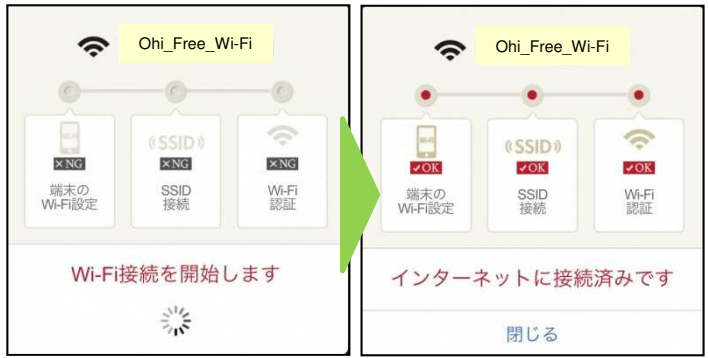 Ohi_Free_Wi-Fi
Wi-Fi
(((SSID)))
×NG
×NG
×NG
端末の
Wi-Fi設定
SSID
接続
Wi-Fi
認証
Wi-Fi接続を開始します
Ohi_Free_Wi-Fi
Wi-Fi
(((SSID)))
✓OK
✓OK
✓OK
端末の
Wi-Fi設定
SSID
接続
Wi-Fi
認証
インターネットに接続済みです
閉じる